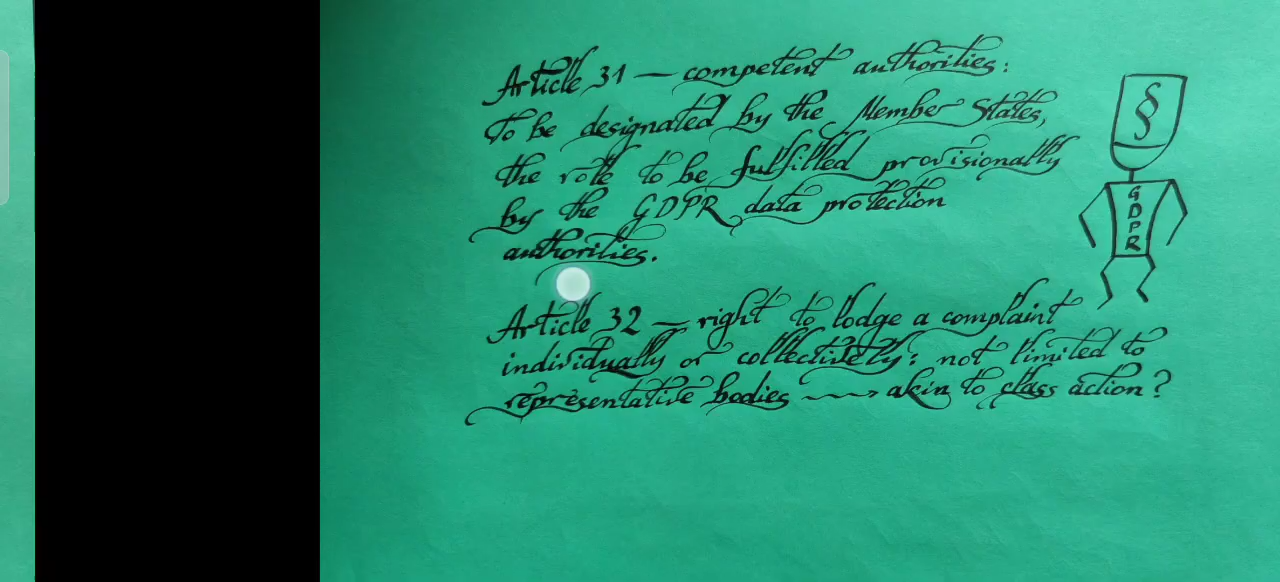 Article 31 — competent authorities:
To be designated by the Member States,
the role to be fulfilled provisionally
by the GDPR data protection
authorities.
Article 32 — right to lodge a complaint
individually or collectively: not limited to
representative bodies ⟿ akin to class action?
§
GDPR